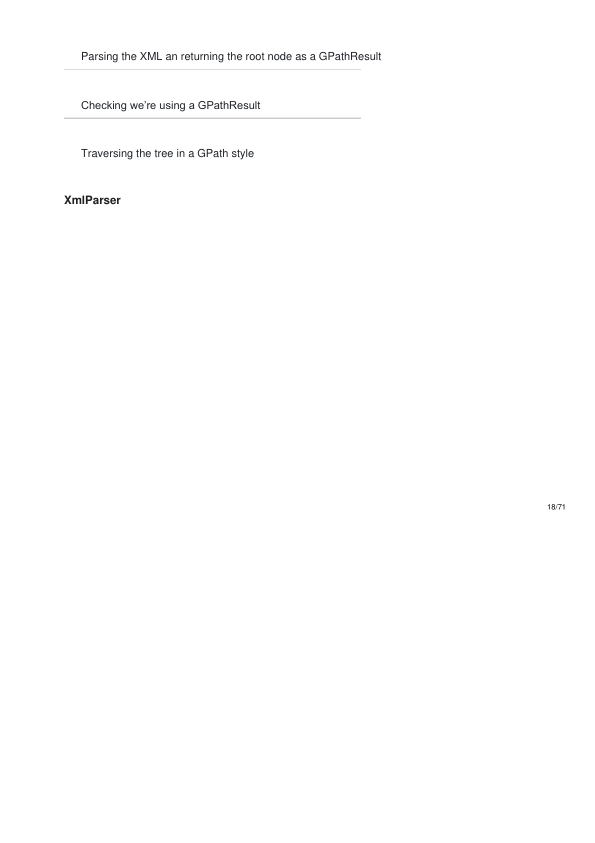 Parsing the XML an returning the root node as a GPathResult
Checking we’re using a GPathResult
Traversing the tree in a GPath style
XmlParser
18/71